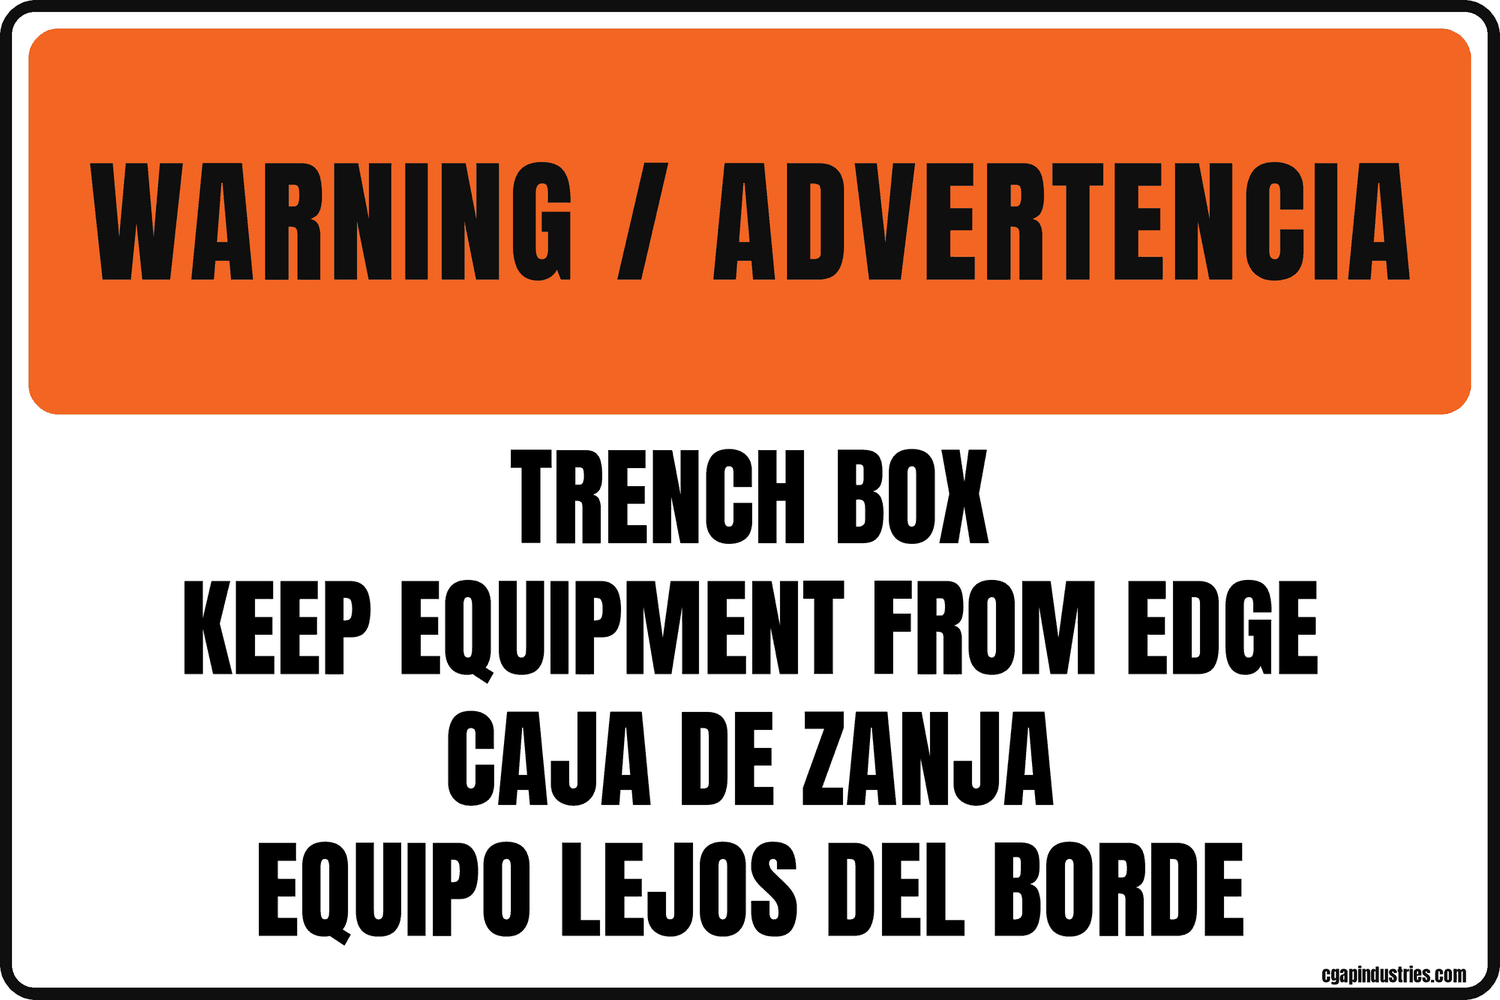 WARNING / ADVERTENCIA
TRENCH BOX
KEEP EQUIPMENT FROM EDGE
CAJA DE ZANJA
EQUIPO LEJOS DEL BORDE
cgapindustries.com